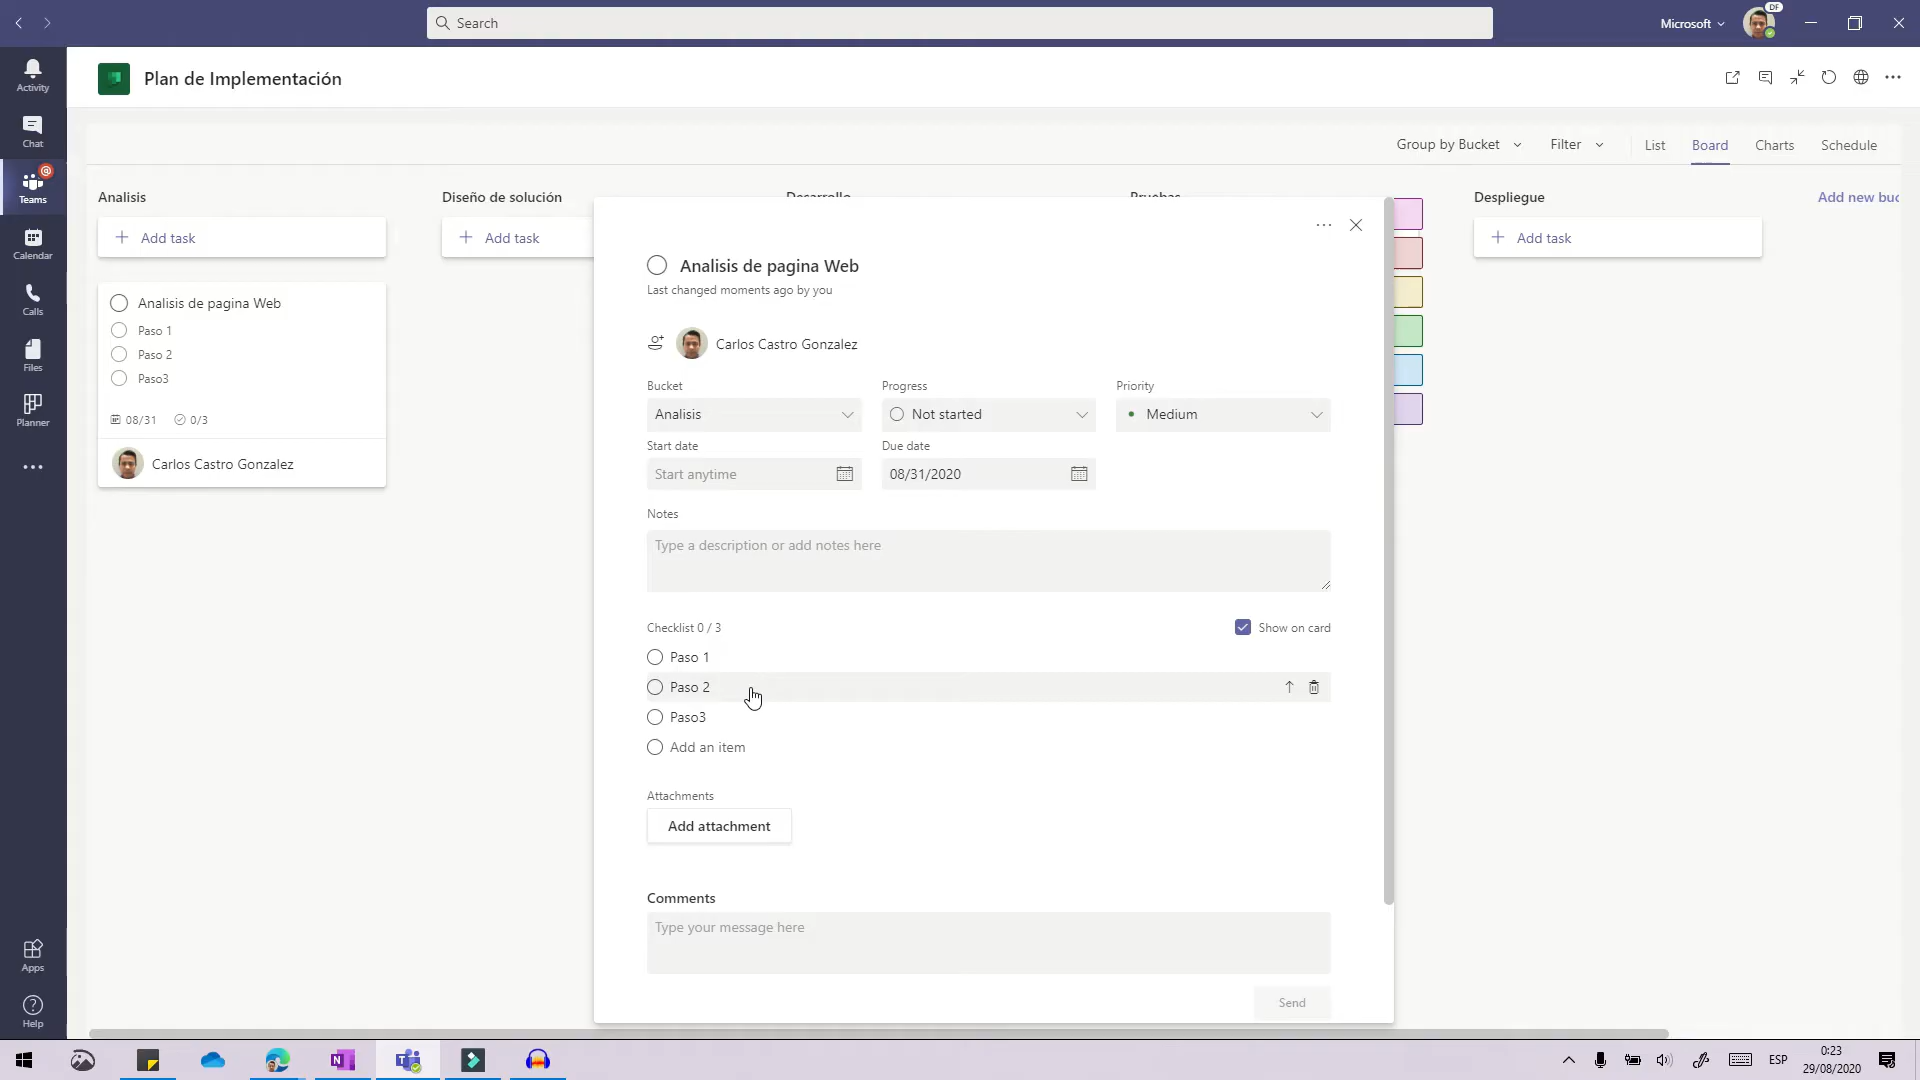 Search
Microsoft
DF
Activity
Chat
Teams
Calendar
Calls
Files
Planner
Apps
Help
Plan de Implementación
Group by Bucket
Filter
List
Board
Charts
Schedule
Analisis
Diseño de solución
Desarrollo
Pruebas
Despliegue
Add new buc
Add task
Add task
Add task
Analisis de pagina Web
Paso 1
Paso 2
Paso3
08/31
0/3
Carlos Castro Gonzalez
Analisis de pagina Web
Last changed moments ago by you
Carlos Castro Gonzalez
Bucket
Progress
Priority
Analisis
Not started
Medium
Start date
Due date
Start anytime
08/31/2020
Notes
Type a description or add notes here
Checklist 0 / 3
Show on card
Paso 1
Paso 2
Paso3
Add an item
Attachments
Add attachment
Comments
Type your message here
Send
ESP
0:23
29/08/2020